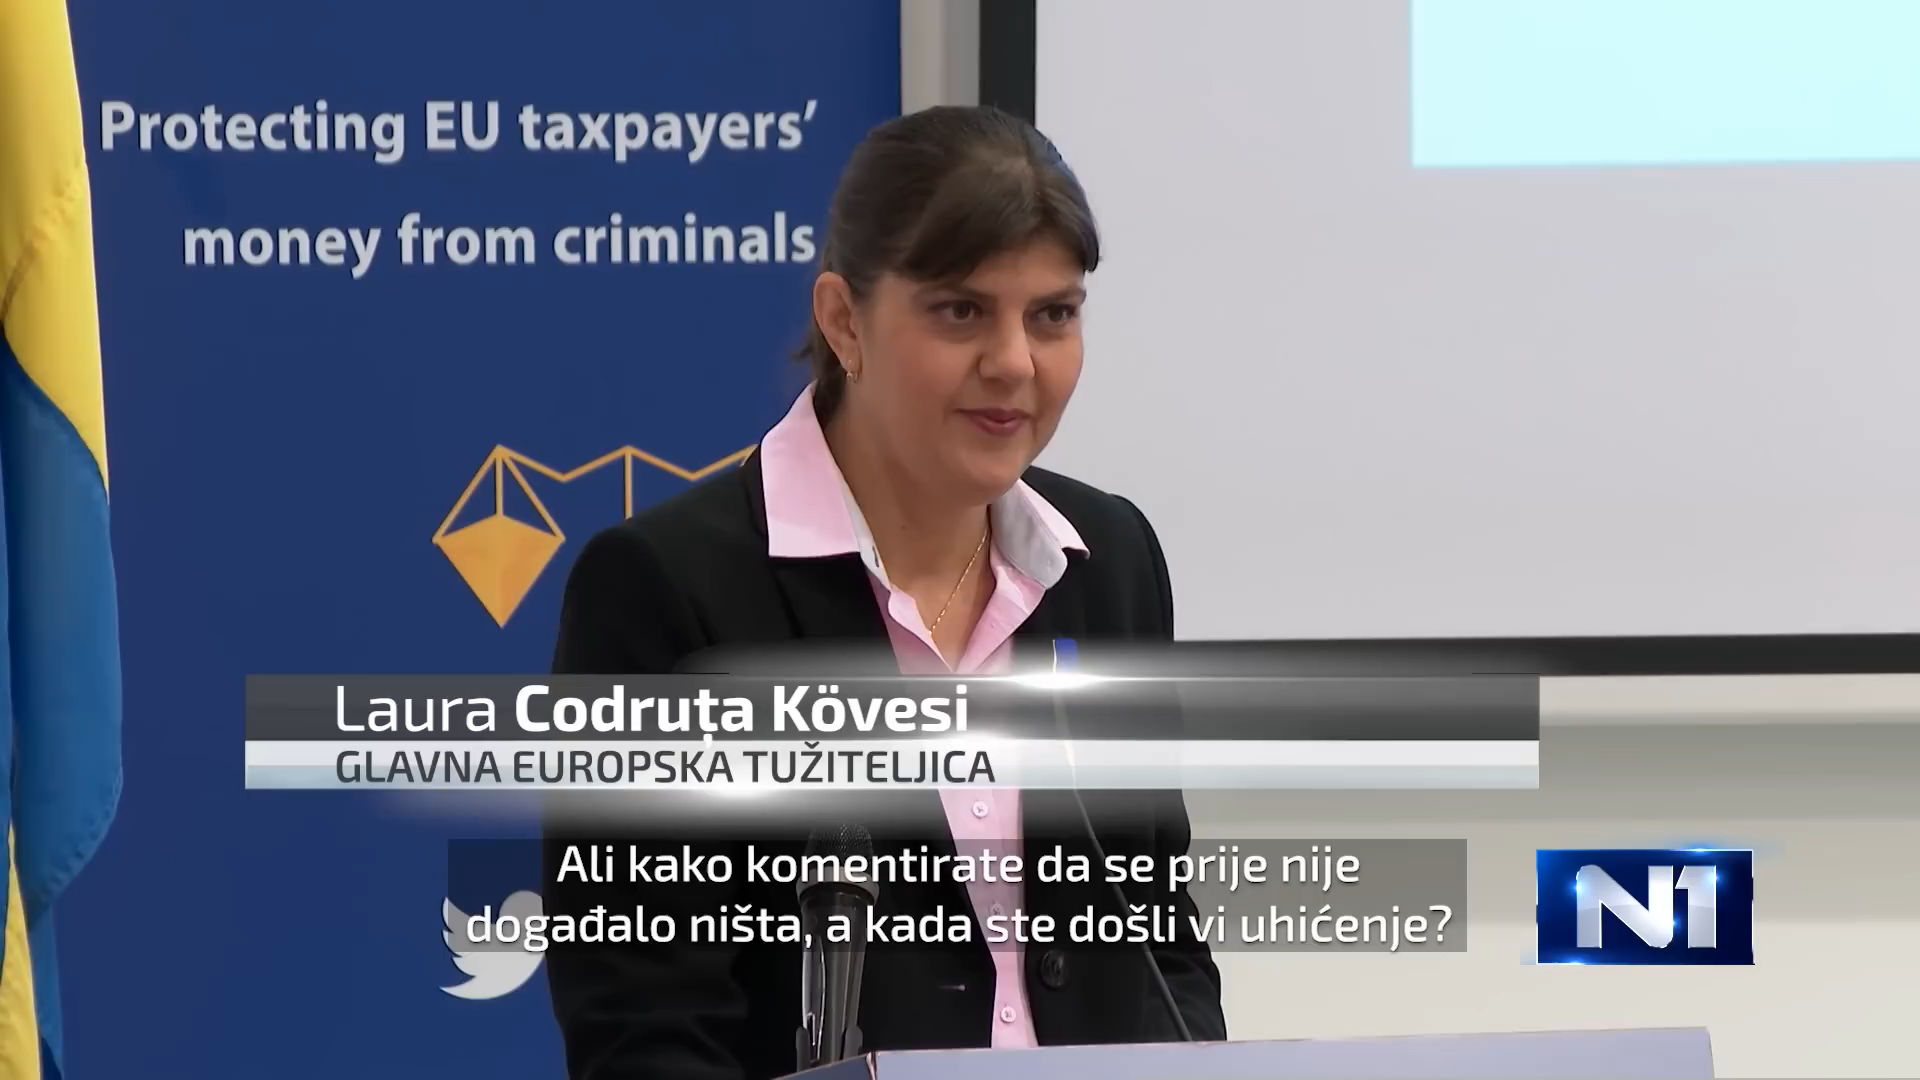 Protecting EU taxpayers’
money from criminals
Laura Codruța Kövesi
GLAVNA EUROPSKA TUŽITELJICA
Ali kako komentirate da se prije nije
događalo ništa, a kada ste došli vi uhićenje?
N1